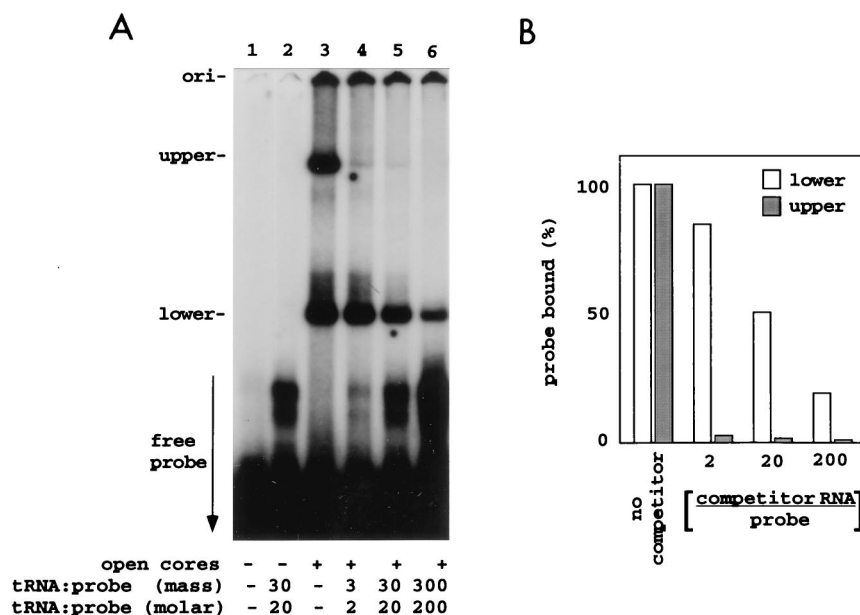 A
1 2 3 4 5 6
ori-
upper-
lower-
free
probe
open cores - - + + + +
tRNA:probe (mass) - 30 - 3 30 300
tRNA:probe (molar) - 20 - 2 20 200
B
lower
upper
probe bound (%)
100
50
0
no
competitor
2 20 200
[competitor RNA
probe]